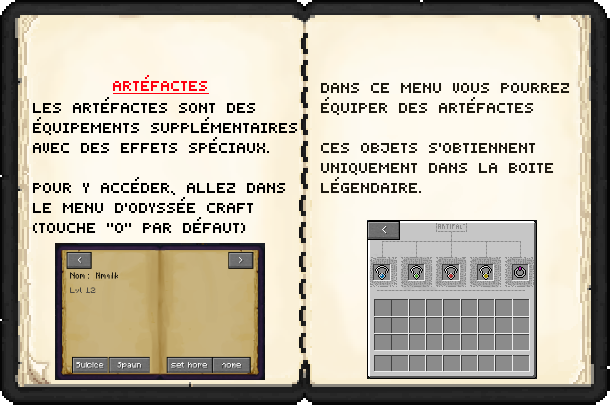 ARTÉFACTES
LES ARTÉFACTES SONT DES
ÉQUIPEMENTS SUPPLÉMENTAIRES
AVEC DES EFFETS SPÉCIAUX.
POUR Y ACCÉDER, ALLEZ DANS
LE MENU D'ODYSSÉE CRAFT
(TOUCHE "O" PAR DÉFAUT)
<
>
Lvl 12
Spawn
set home
home
DANS CE MENU VOUS POURREZ
ÉQUIPER DES ARTÉFACTES
CES OBJETS S'OBTIENNENT
UNIQUEMENT DANS LA BOITE
LÉGENDAIRE.
<